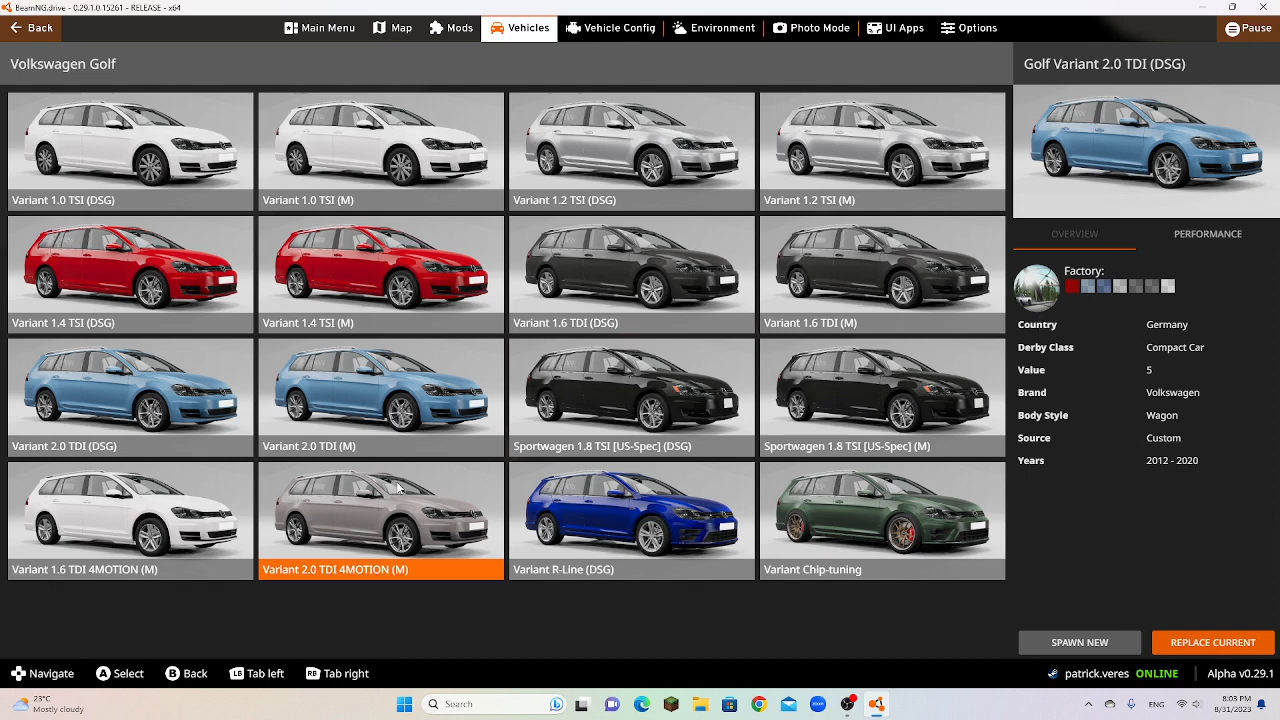 BeamNG.drive - 0.29.1.0.15261 - RELEASE - x64
Back
Main Menu
Map
Mods
Vehicles
Vehicle Config
Environment
Photo Mode
UI Apps
Options
Pause
Volkswagen Golf
Golf Variant 2.0 TDI (DSG)
Variant 1.0 TSI (DSG)
Variant 1.0 TSI (M)
Variant 1.2 TSI (DSG)
Variant 1.2 TSI (M)
Variant 1.4 TSI (DSG)
Variant 1.4 TSI (M)
Variant 1.6 TDI (DSG)
Variant 1.6 TDI (M)
Variant 2.0 TDI (DSG)
Variant 2.0 TDI (M)
Sportwagen 1.8 TSI [US-Spec] (DSG)
Sportwagen 1.8 TSI [US-Spec] (M)
Variant 1.6 TDI 4MOTION (M)
Variant 2.0 TDI 4MOTION (M)
Variant R-Line (DSG)
Variant Chip-tuning
OVERVIEW
PERFORMANCE
Factory:
Country Germany
Derby Class Compact Car
Value 5
Brand Volkswagen
Body Style Wagon
Source Custom
Years 2012 - 2020
SPAWN NEW
REPLACE CURRENT
Navigate
A Select
B Back
LB Tab left
RB Tab right
patrick.veres ONLINE
Alpha v0.29.1
23°C
Mostly cloudy
Search
zoom
ENG
8:03 PM
8/31/2023